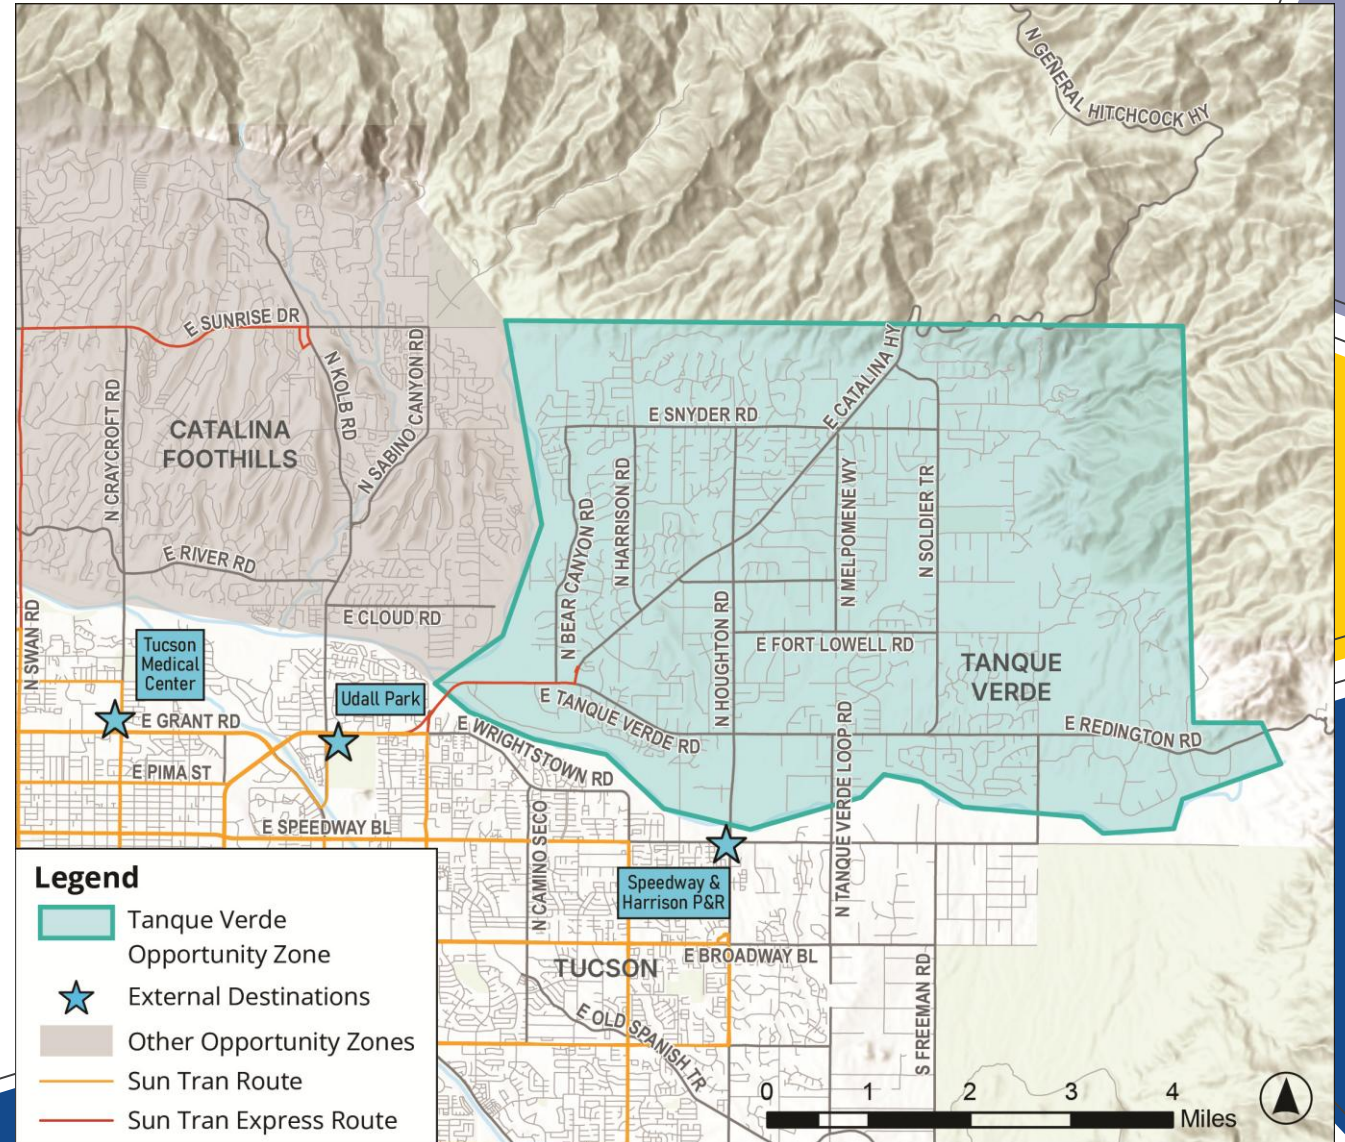 N GENERAL HITCHCOCK HY
E SUNRISE DR
N KOLB RD
N SABINO CANYON RD
N CRAYCROFT RD
CATALINA
FOOTHILLS
E SNYDER RD
E CATALINA HY
N HARRISON RD
N BEAR CANYON RD
N MELPOMENE WY
N SOLDIER TR
E RIVER RD
E CLOUD RD
N SWAN RD
Tucson
Medical
Center
Udall Park
N HOUGHTON RD
E FORT LOWELL RD
TANQUE
VERDE
E GRANT RD
E TANQUE VERDE RD
E REDINGTON RD
E WRIGHTSTOWN RD
E PIMA ST
N TANQUE VERDE LOOP RD
E SPEEDWAY BL
N CAMINO SECO
Speedway &
Harrison P&R
TUCSON
E BROADWAY BL
E OLD SPANISH TR
S FREEMAN RD
Legend
Tanque Verde
Opportunity Zone
External Destinations
Other Opportunity Zones
Sun Tran Route
Sun Tran Express Route
0 1 2 3 4
Miles